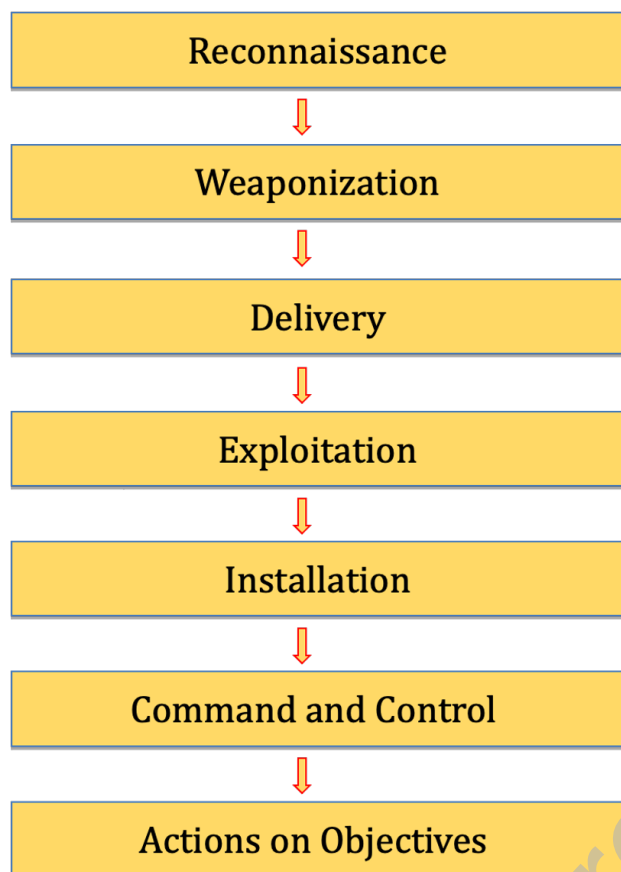 Reconnaissance
Weaponization
Delivery
Exploitation
Installation
Command and Control
Actions on Objectives